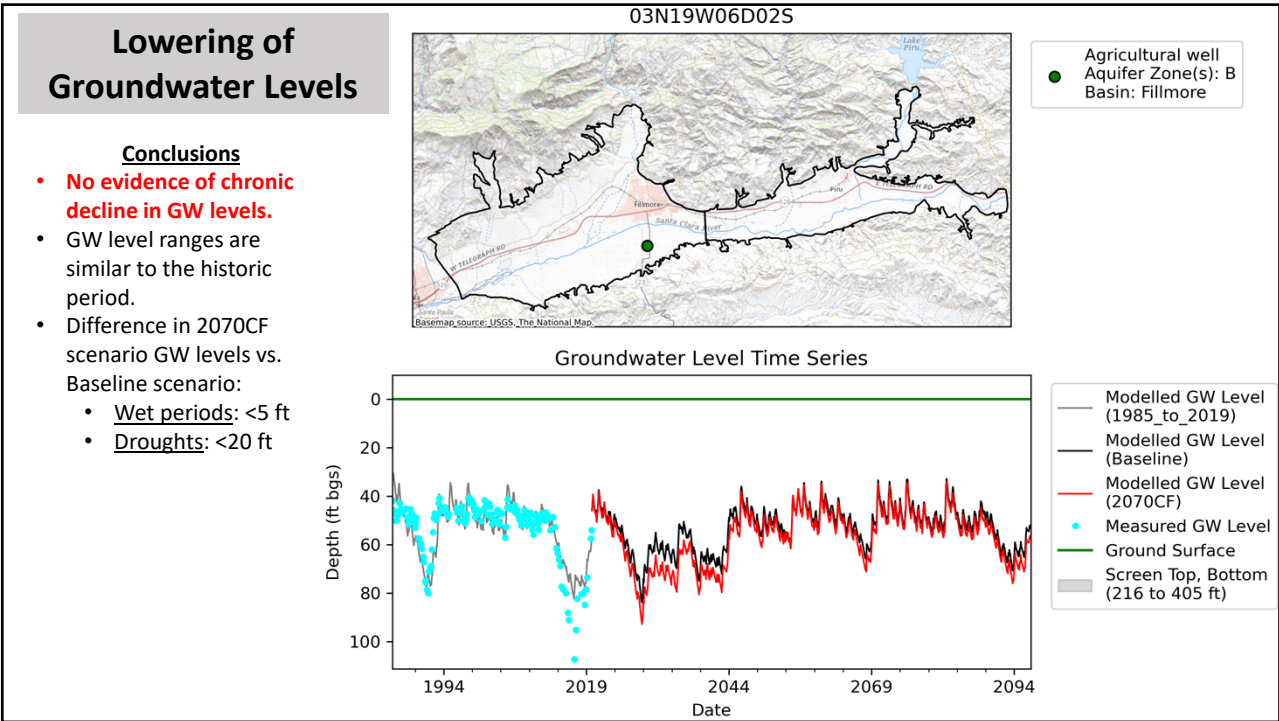 Lowering of
Groundwater Levels
Conclusions
• No evidence of chronic
decline in GW levels.
• GW level ranges are
similar to the historic
period.
• Difference in 2070CF
scenario GW levels vs.
Baseline scenario:
• Wet periods: <5 ft
• Droughts: <20 ft
03N19W06D02S
Lake
Piru
Piru
E TELEGRAPH RD
Fillmore
Santa Clara River
W TELEGRAPH RD
Santa Paula
Basemap source: USGS, The National Map.
Agricultural well
Aquifer Zone(s): B
Basin: Fillmore
Groundwater Level Time Series
Depth (ft bgs)
0
20
40
60
80
100
1994
2019
2044
2069
2094
Date
Modelled GW Level
(1985_to_2019)
Modelled GW Level
(Baseline)
Modelled GW Level
(2070CF)
Measured GW Level
Ground Surface
Screen Top, Bottom
(216 to 405 ft)